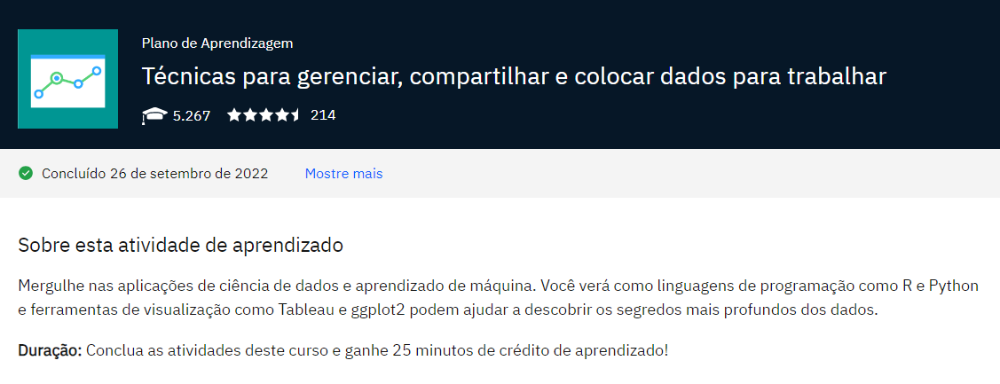 Plano de Aprendizagem
Técnicas para gerenciar, compartilhar e colocar dados para trabalhar
5.267 214
Concluído 26 de setembro de 2022 Mostre mais
Sobre esta atividade de aprendizado
Mergulhe nas aplicações de ciência de dados e aprendizado de máquina. Você verá como linguagens de programação como R e Python
e ferramentas de visualização como Tableau e ggplot2 podem ajudar a descobrir os segredos mais profundos dos dados.
Duração: Conclua as atividades deste curso e ganhe 25 minutos de crédito de aprendizado!